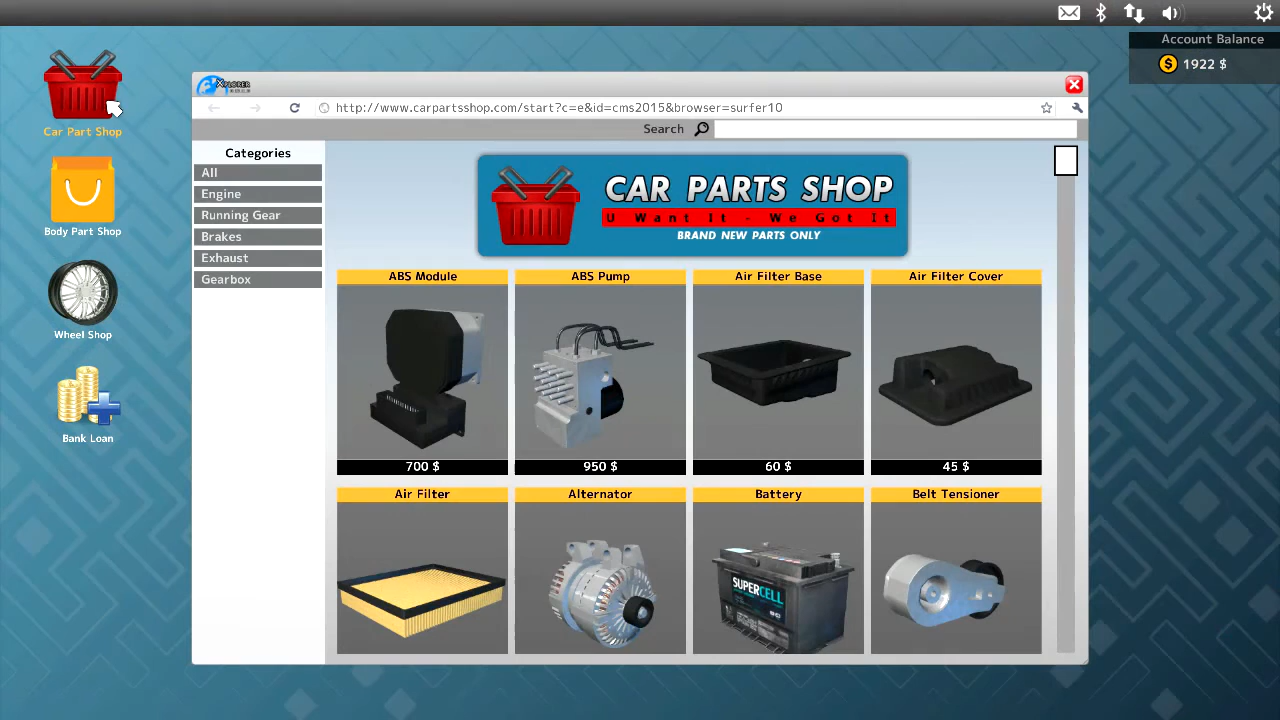 Account Balance
$ 1922 $
Car Part Shop
Body Part Shop
Wheel Shop
Bank Loan
XPLORER
http://www.carpartsshop.com/start?c=e&id=cms2015&browser=surfer10
Search
Categories
All
Engine
Running Gear
Brakes
Exhaust
Gearbox
CAR PARTS SHOP
U Want It - We Got It
BRAND NEW PARTS ONLY
ABS Module
ABS Pump
Air Filter Base
Air Filter Cover
700 $
950 $
60 $
45 $
Air Filter
Alternator
Battery
Belt Tensioner
SUPERCELL